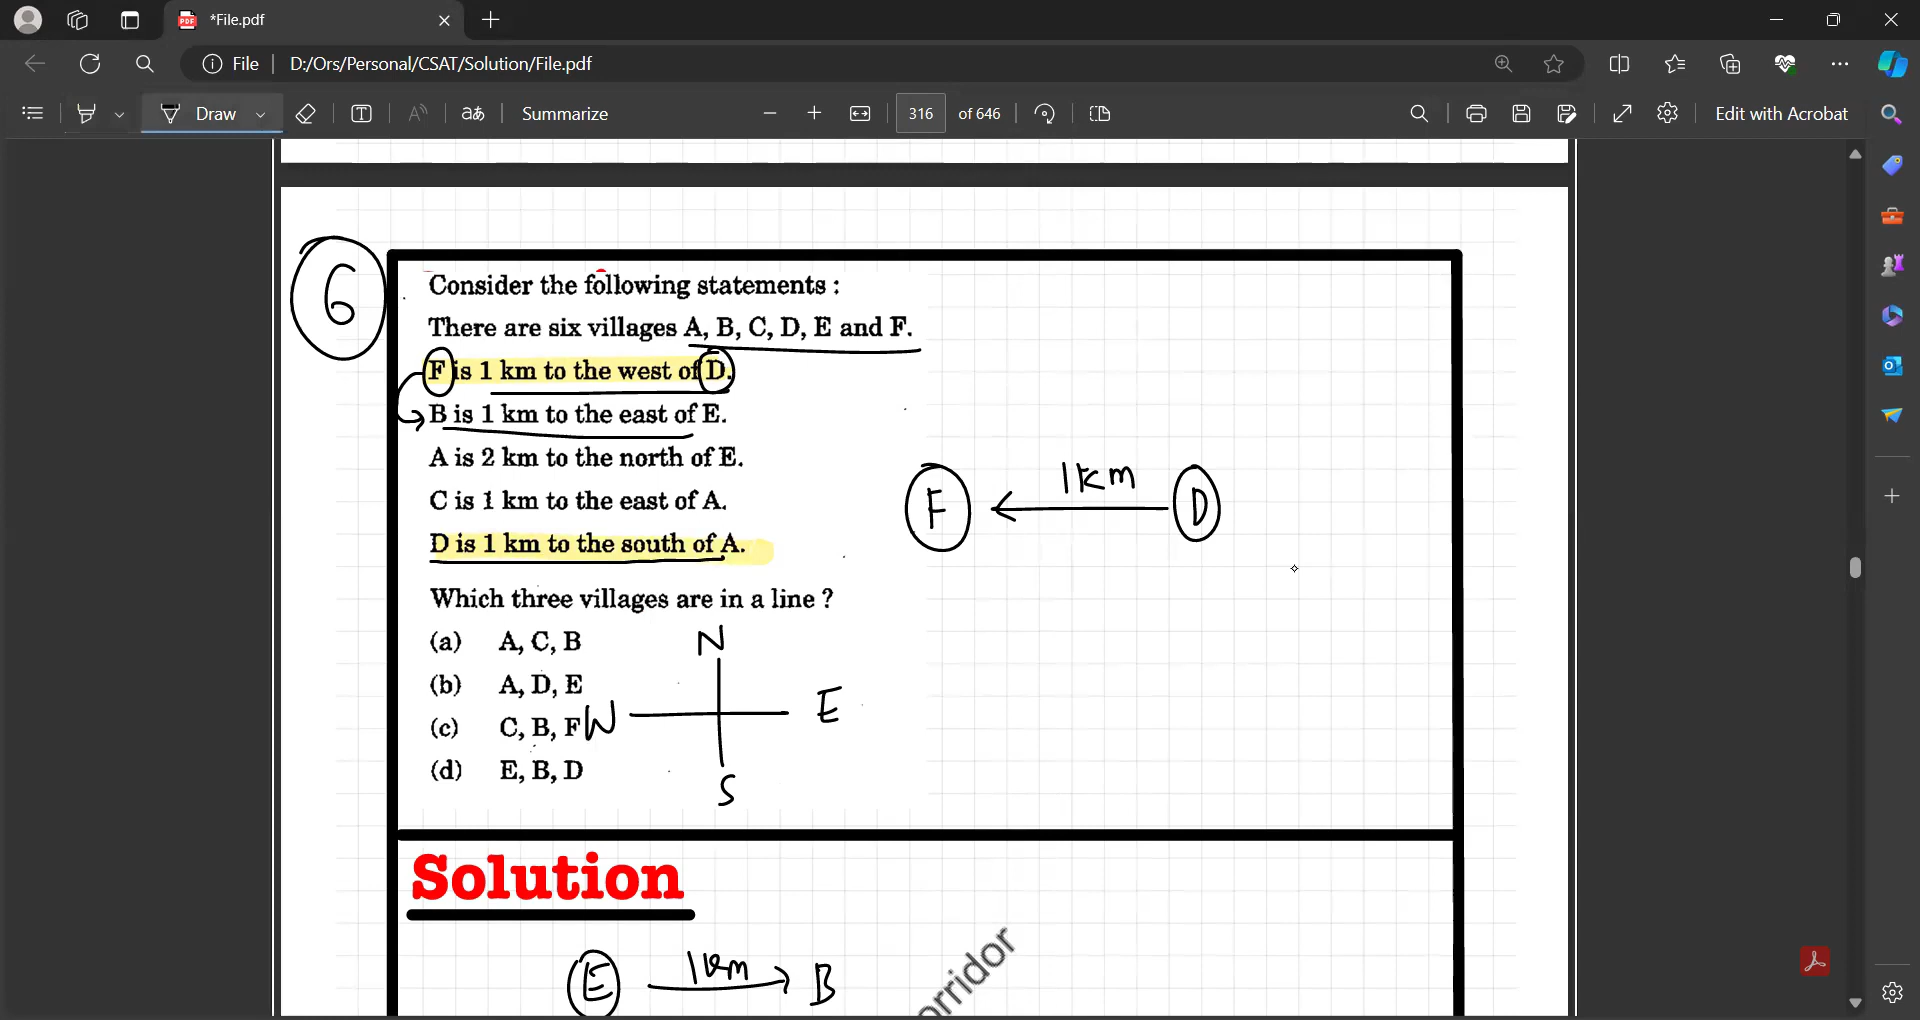 *File.pdf
File
D:/Ors/Personal/CSAT/Solution/File.pdf
Draw
Summarize
316 of 646
Edit with Acrobat
6
Consider the following statements :
There are six villages A, B, C, D, E and F.
F is 1 km to the west of D.
B is 1 km to the east of E.
A is 2 km to the north of E.
C is 1 km to the east of A.
D is 1 km to the south of A.
Which three villages are in a line ?
(a) A, C, B
(b) A, D, E
(c) C, B, F
(d) E, B, D
N
W
E
S
F
1km
D
Solution
E
1km
B
orridor